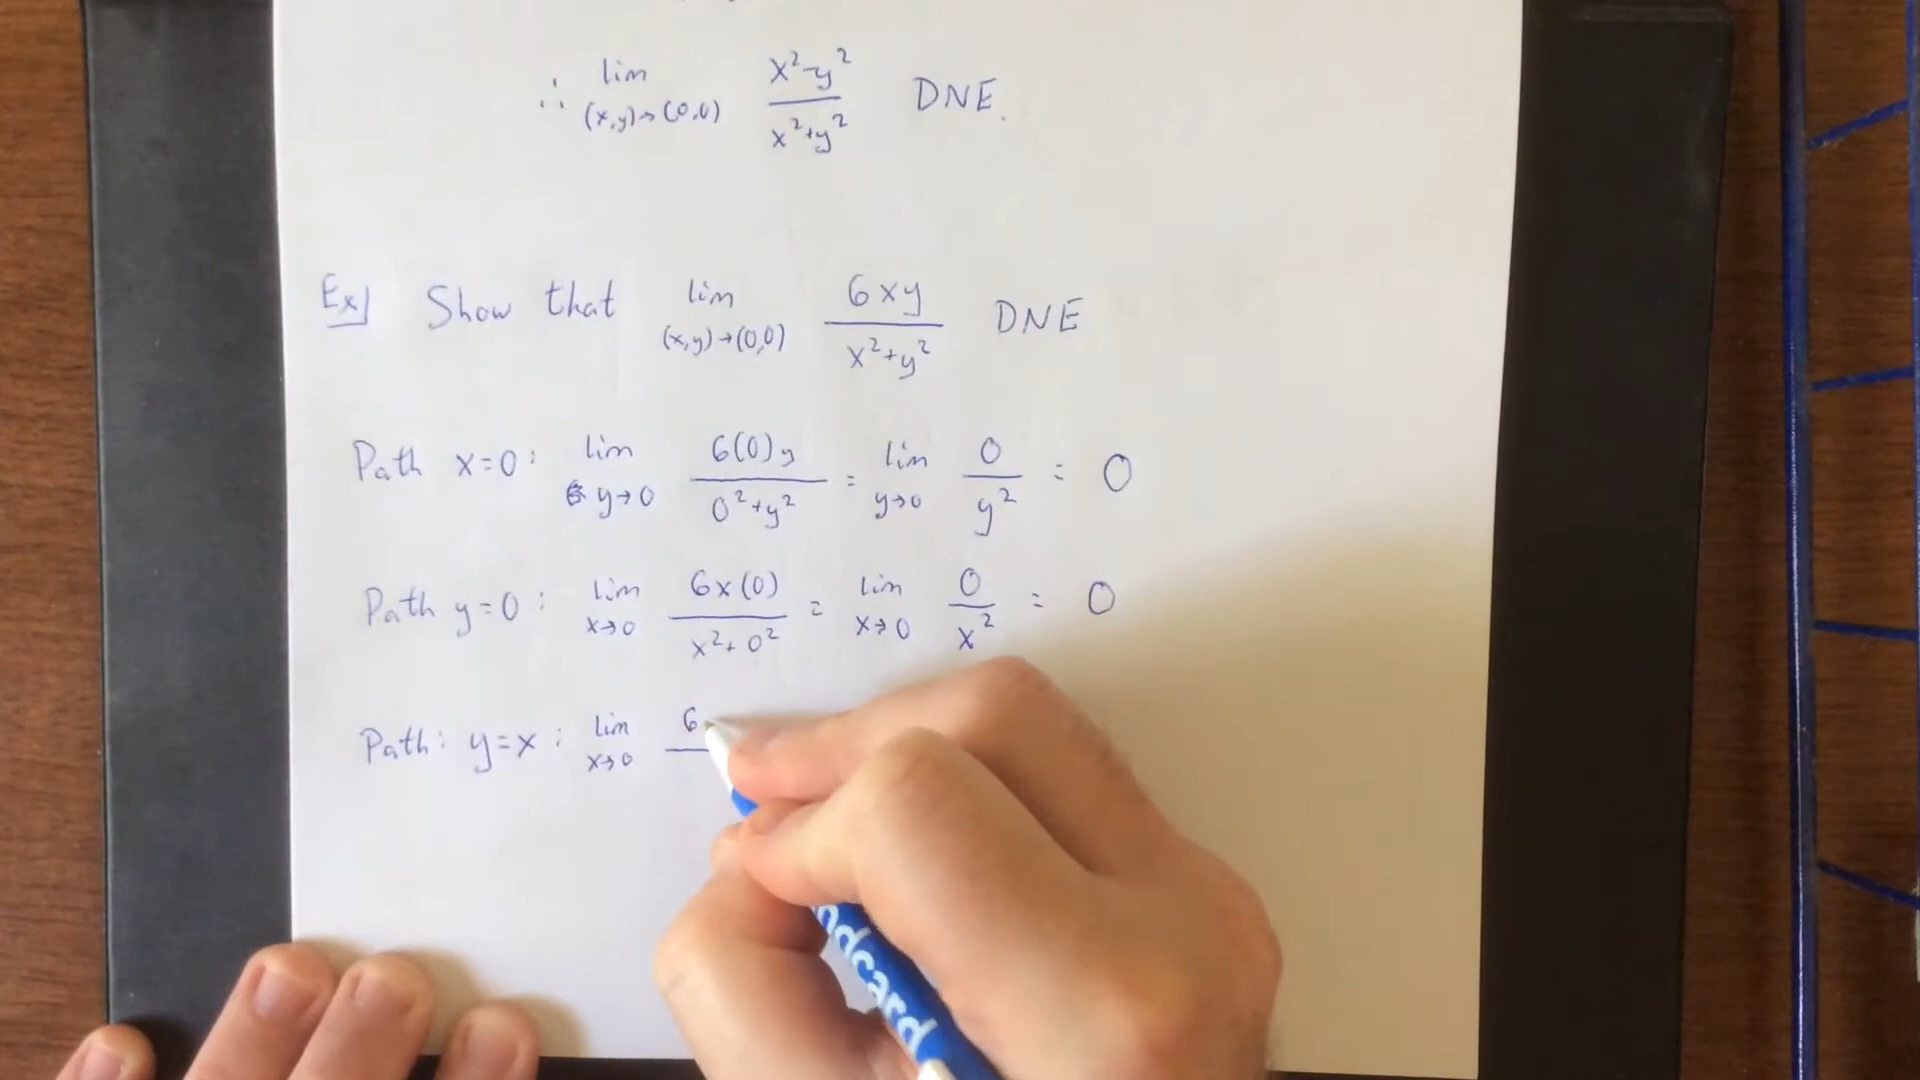 ∴ lim (x,y)→(0,0) x²-y² / x²+y² DNE.
Ex] Show that lim (x,y)→(0,0) 6xy / x²+y² DNE
Path x=0: lim y→0 6(0)y / 0²+y² = lim y→0 0 / y² = 0
Path y=0: lim x→0 6x(0) / x²+0² = lim x→0 0 / x² = 0
Path: y=x: lim x→0 6